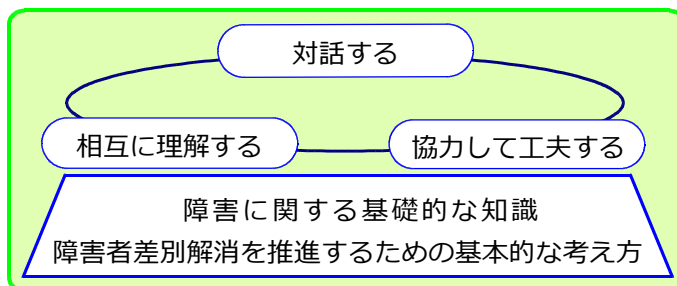 対話する
相互に理解する
協力して工夫する
障害に関する基礎的な知識
障害者差別解消を推進するための基本的な考え方